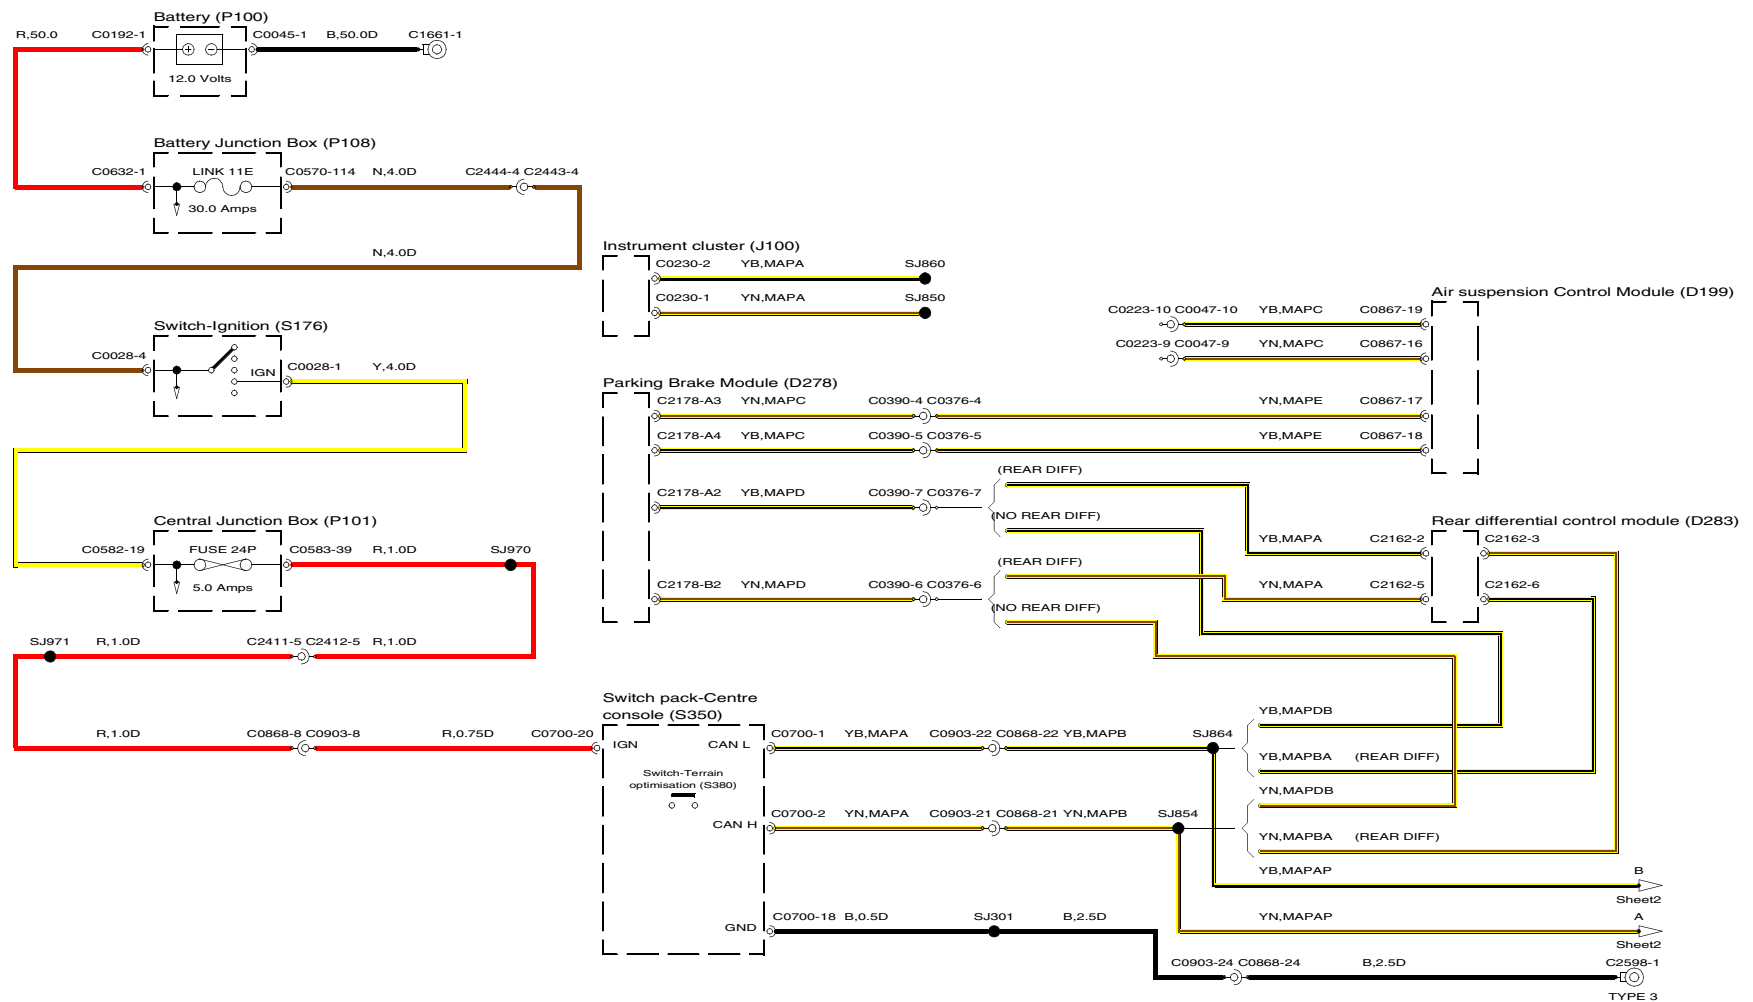 Battery (P100)
R,50.0
C0192-1
C0045-1
B,50.0D
C1661-1
12.0 Volts
Battery Junction Box (P108)
C0632-1
LINK 11E
C0570-114
N,4.0D
C2444-4
C2443-4
30.0 Amps
N,4.0D
Switch-Ignition (S176)
C0028-4
IGN
C0028-1
Y,4.0D
Central Junction Box (P101)
C0582-19
FUSE 24P
C0583-39
R,1.0D
SJ970
5.0 Amps
SJ971
R,1.0D
C2411-5
C2412-5
R,1.0D
R,1.0D
C0868-8
C0903-8
R,0.75D
C0700-20
Instrument cluster (J100)
C0230-2
YB,MAPA
SJ860
C0230-1
YN,MAPA
SJ850
Air suspension Control Module (D199)
C0223-10
C0047-10
YB,MAPC
C0867-19
C0223-9
C0047-9
YN,MAPC
C0867-16
Parking Brake Module (D278)
C2178-A3
YN,MAPC
C0390-4
C0376-4
YN,MAPE
C0867-17
C2178-A4
YB,MAPC
C0390-5
C0376-5
YB,MAPE
C0867-18
(REAR DIFF)
C2178-A2
YB,MAPD
C0390-7
C0376-7
(NO REAR DIFF)
Rear differential control module (D283)
YB,MAPA
C2162-2
C2162-3
(REAR DIFF)
C2178-B2
YN,MAPD
C0390-6
C0376-6
YN,MAPA
C2162-5
C2162-6
(NO REAR DIFF)
Switch pack-Centre
console (S350)
IGN
CAN L
C0700-1
YB,MAPA
C0903-22
C0868-22
YB,MAPB
SJ864
YB,MAPDB
YB,MAPBA
(REAR DIFF)
Switch-Terrain
optimisation (S380)
CAN H
C0700-2
YN,MAPA
C0903-21
C0868-21
YN,MAPB
SJ854
YN,MAPDB
YN,MAPBA
(REAR DIFF)
YB,MAPAP
B
Sheet2
YN,MAPAP
A
Sheet2
GND
C0700-18
B,0.5D
SJ301
B,2.5D
C0903-24
C0868-24
B,2.5D
C2598-1
TYPE 3